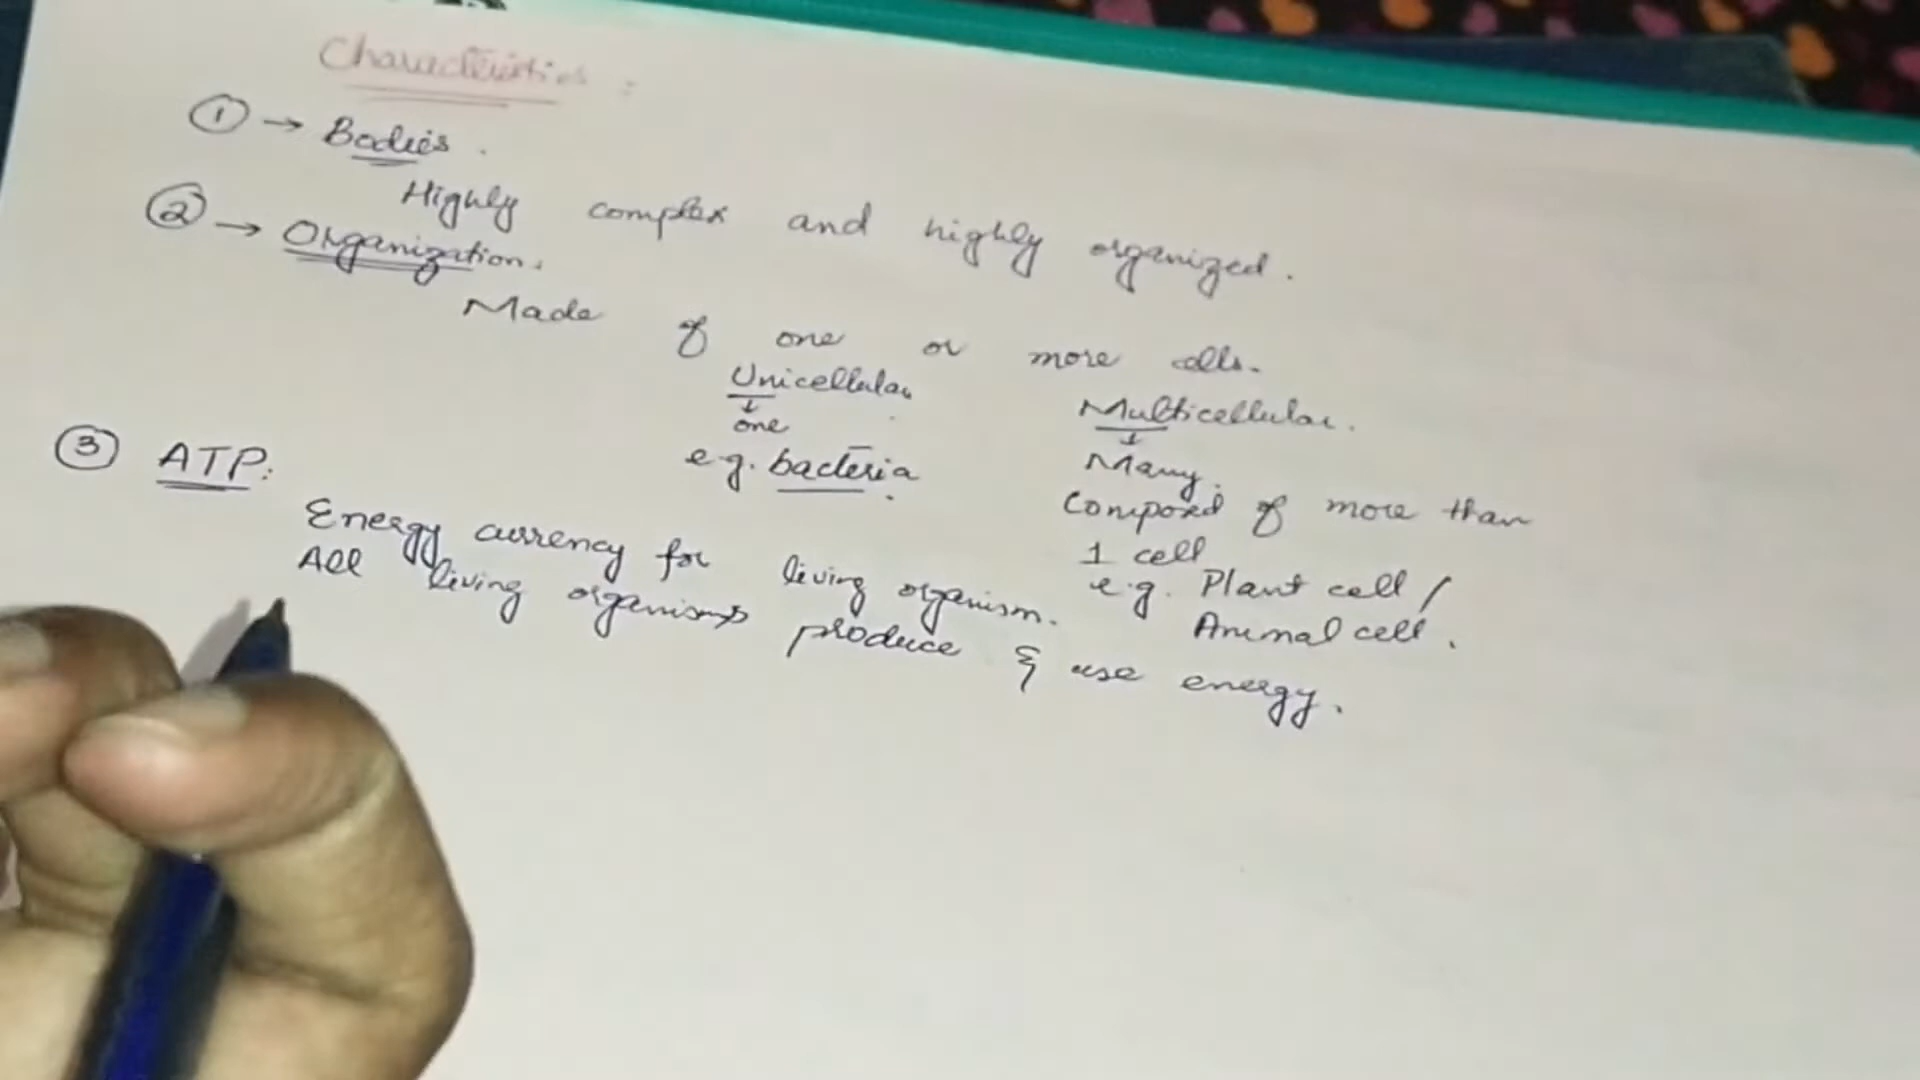 Characteristics :
① → Bodies.
Highly complex and highly organized.
② → Organization.
Made of one or more cells.
Unicellular
↓
one
e.g. bacteria.
Multicellular.
↓
Many.
Composed of more than
1 cell
e.g. Plant cell /
Animal cell.
③ ATP:
Energy currency for living organism.
All living organisms produce & use energy.